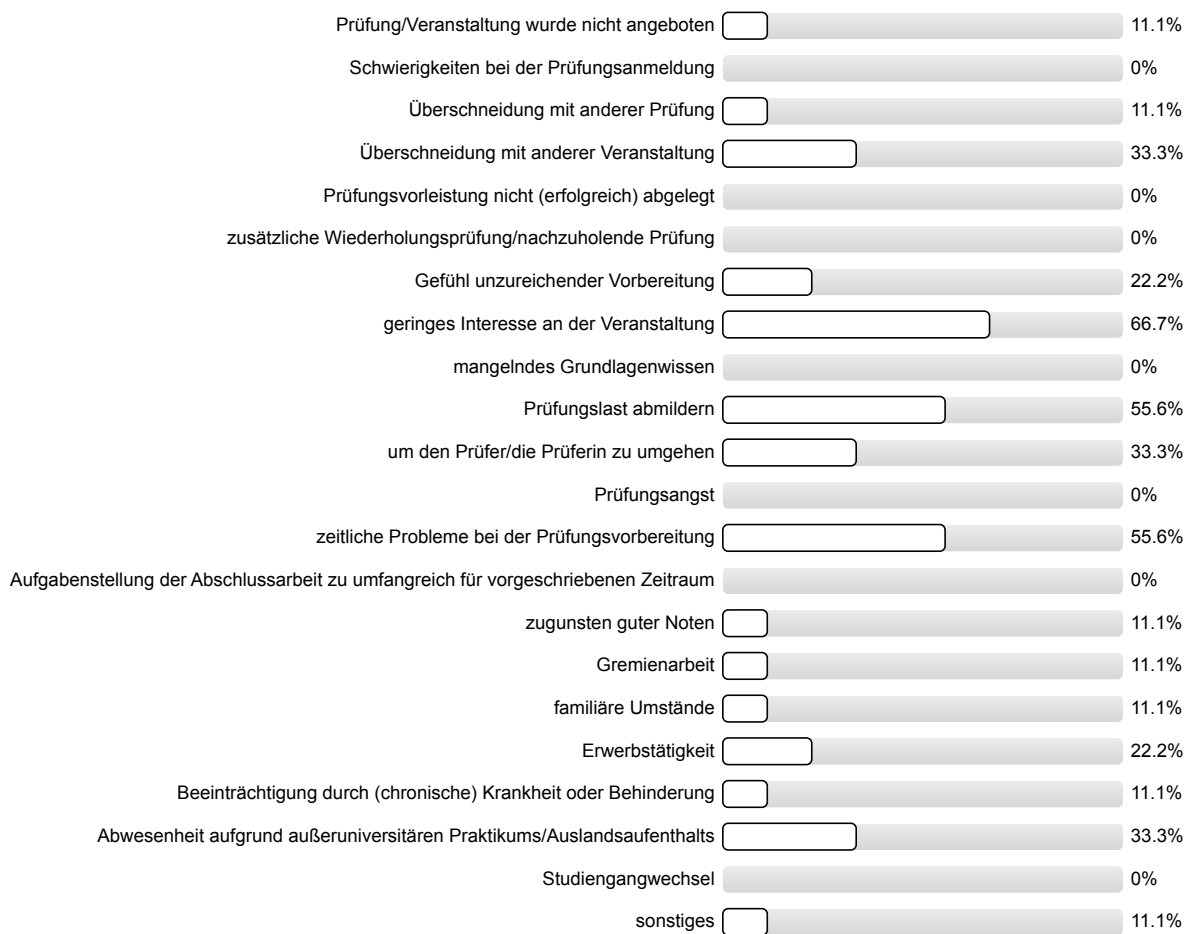 Prüfung/Veranstaltung wurde nicht angeboten 11.1%
Schwierigkeiten bei der Prüfungsanmeldung 0%
Überschneidung mit anderer Prüfung 11.1%
Überschneidung mit anderer Veranstaltung 33.3%
Prüfungsvorleistung nicht (erfolgreich) abgelegt 0%
zusätzliche Wiederholungsprüfung/nachzuholende Prüfung 0%
Gefühl unzureichender Vorbereitung 22.2%
geringes Interesse an der Veranstaltung 66.7%
mangelndes Grundlagenwissen 0%
Prüfungslast abmildern 55.6%
um den Prüfer/die Prüferin zu umgehen 33.3%
Prüfungsangst 0%
zeitliche Probleme bei der Prüfungsvorbereitung 55.6%
Aufgabenstellung der Abschlussarbeit zu umfangreich für vorgeschriebenen Zeitraum 0%
zugunsten guter Noten 11.1%
Gremienarbeit 11.1%
familiäre Umstände 11.1%
Erwerbstätigkeit 22.2%
Beeinträchtigung durch (chronische) Krankheit oder Behinderung 11.1%
Abwesenheit aufgrund außeruniversitären Praktikums/Auslandsaufenthalts 33.3%
Studiengangwechsel 0%
sonstiges 11.1%